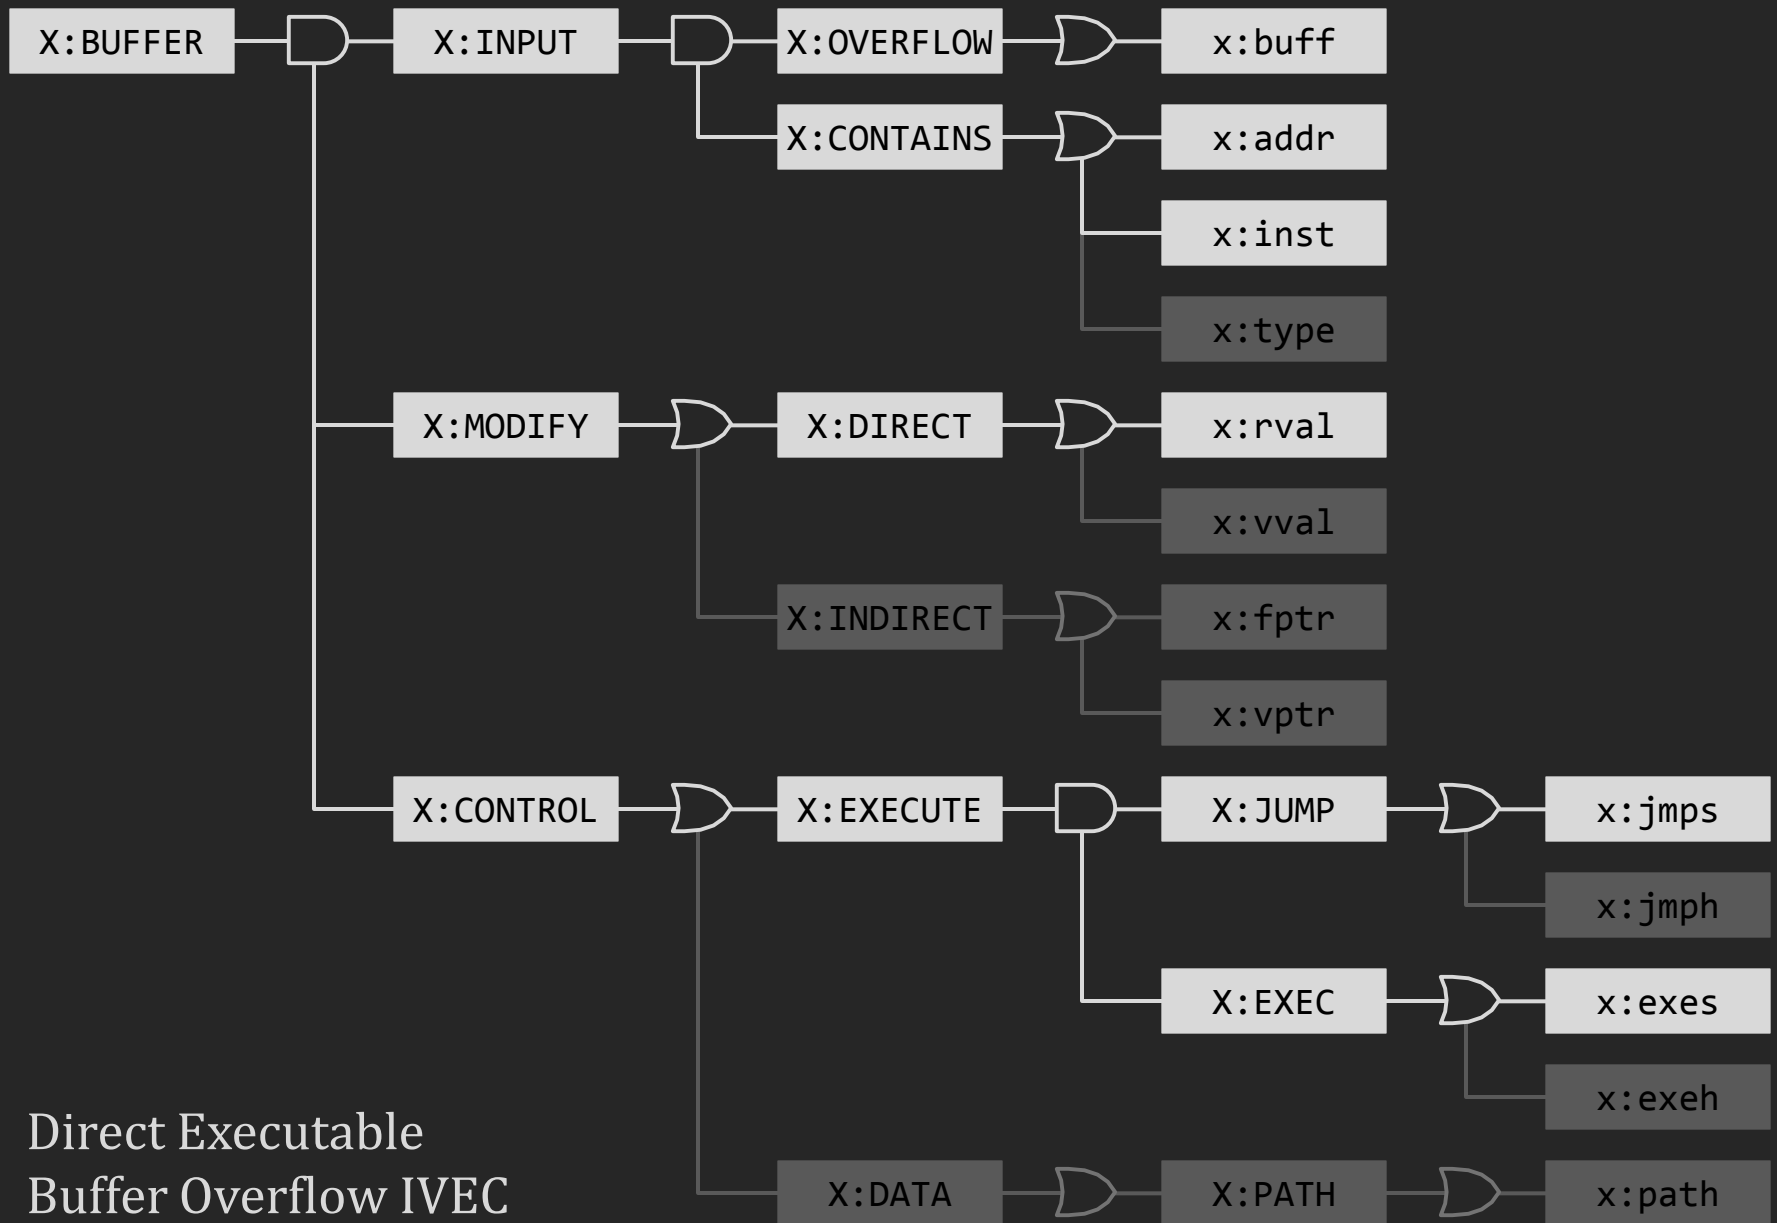 X:BUFFER X:INPUT X:OVERFLOW x:buff
X:CONTAINS x:addr
x:inst
x:type
X:MODIFY X:DIRECT x:rval
x:vval
X:INDIRECT x:fptr
x:vptr
X:CONTROL X:EXECUTE X:JUMP x:jmps
x:jmph
X:EXEC x:exes
x:exeh
X:DATA X:PATH x:path
Direct Executable
Buffer Overflow IVEC